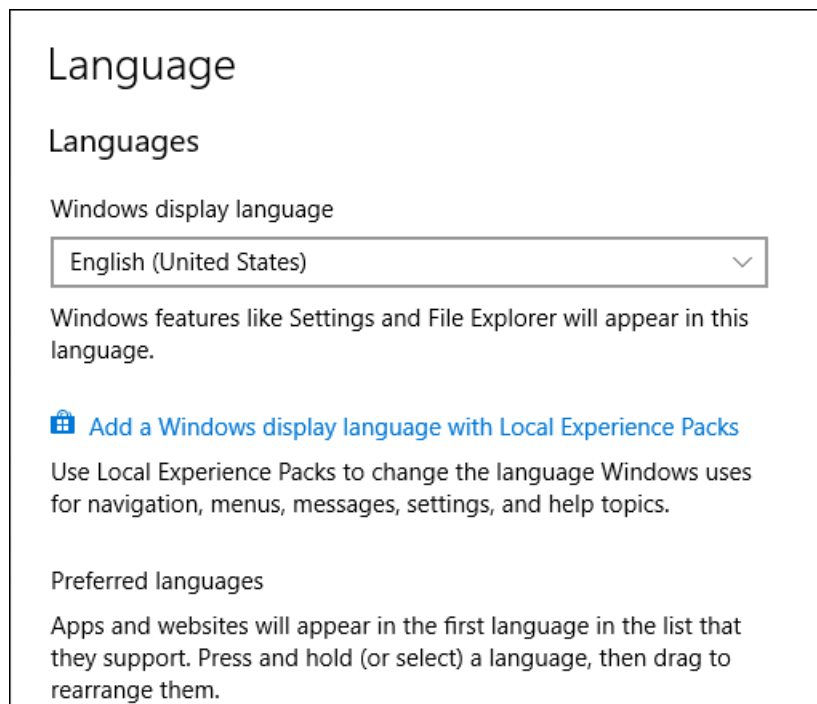 Language
Languages
Windows display language
English (United States)
Windows features like Settings and File Explorer will appear in this
language.
Add a Windows display language with Local Experience Packs
Use Local Experience Packs to change the language Windows uses
for navigation, menus, messages, settings, and help topics.
Preferred languages
Apps and websites will appear in the first language in the list that
they support. Press and hold (or select) a language, then drag to
rearrange them.